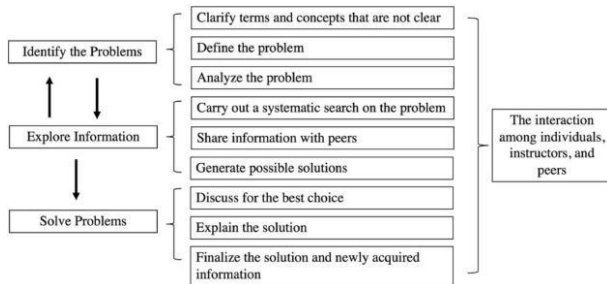 Clarify terms and concepts that are not clear
Identify the Problems
Define the problem
Analyze the problem
Carry out a systematic search on the problem
Explore Information
Share information with peers
Generate possible solutions
Discuss for the best choice
Solve Problems
Explain the solution
Finalize the solution and newly acquired
information
The interaction
among individuals,
instructors, and
peers